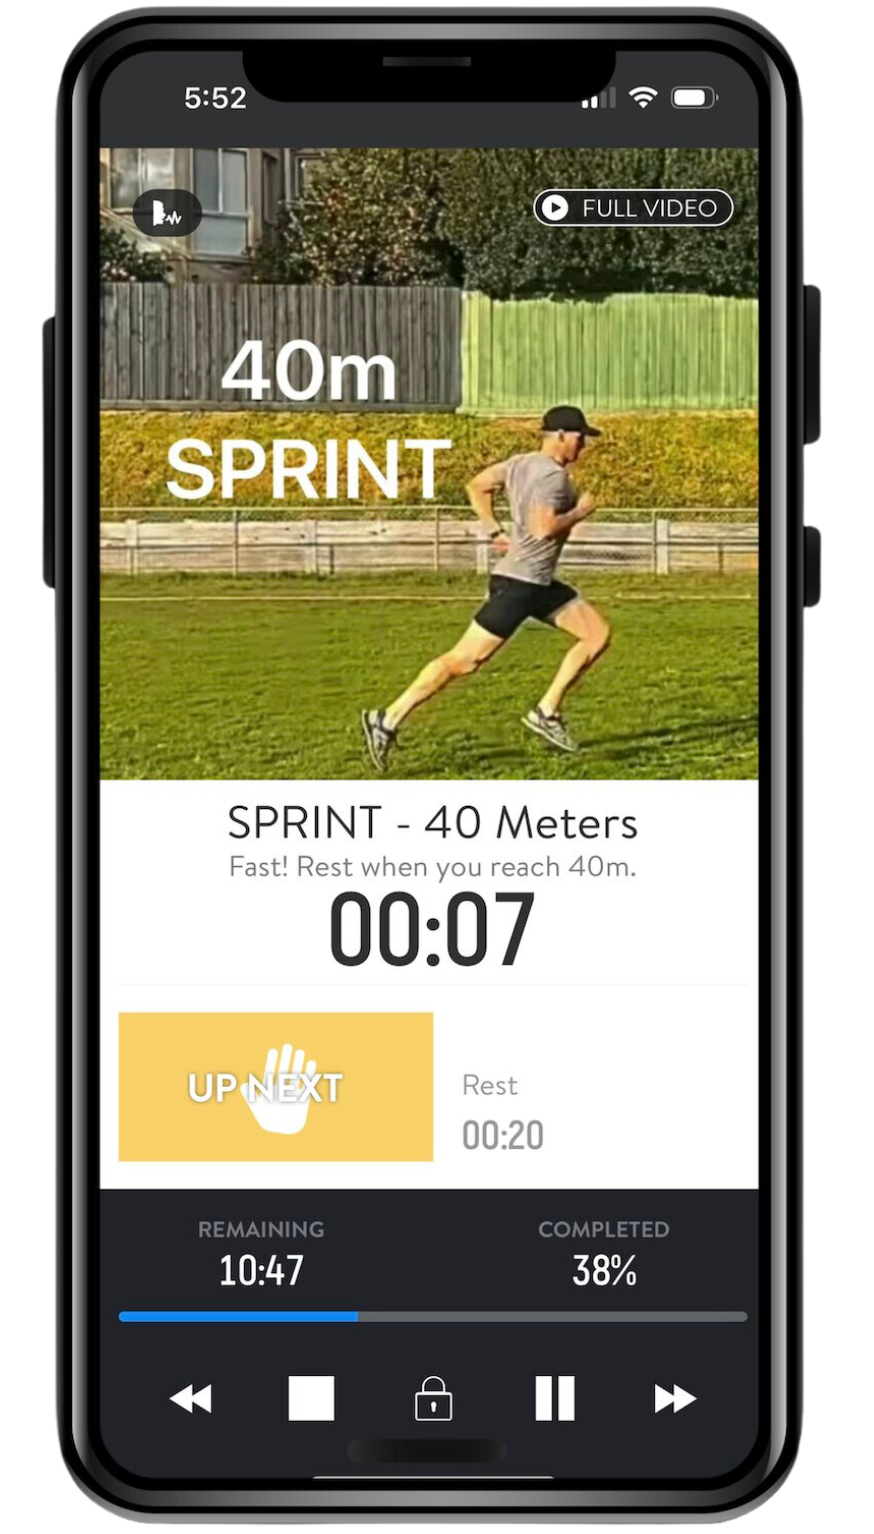 5:52
FULL VIDEO
40m
SPRINT
SPRINT - 40 Meters
Fast! Rest when you reach 40m.
00:07
UP NEXT
Rest
00:20
REMAINING
COMPLETED
10:47
38%